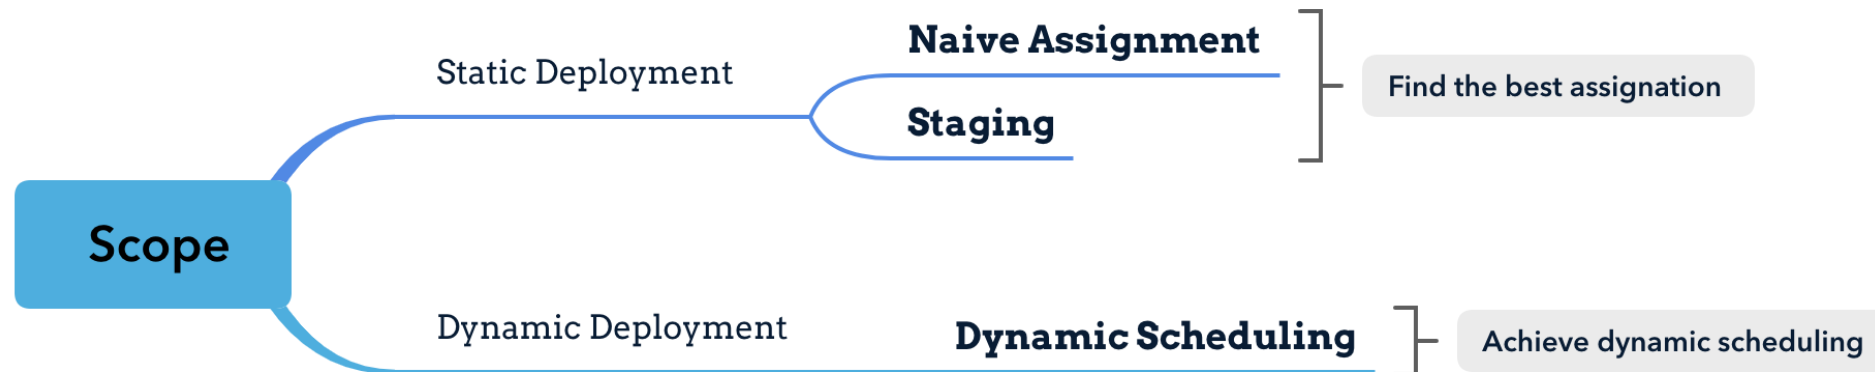 Naive Assignment
Static Deployment
Find the best assignation
Staging
Scope
Dynamic Deployment
Dynamic Scheduling
Achieve dynamic scheduling